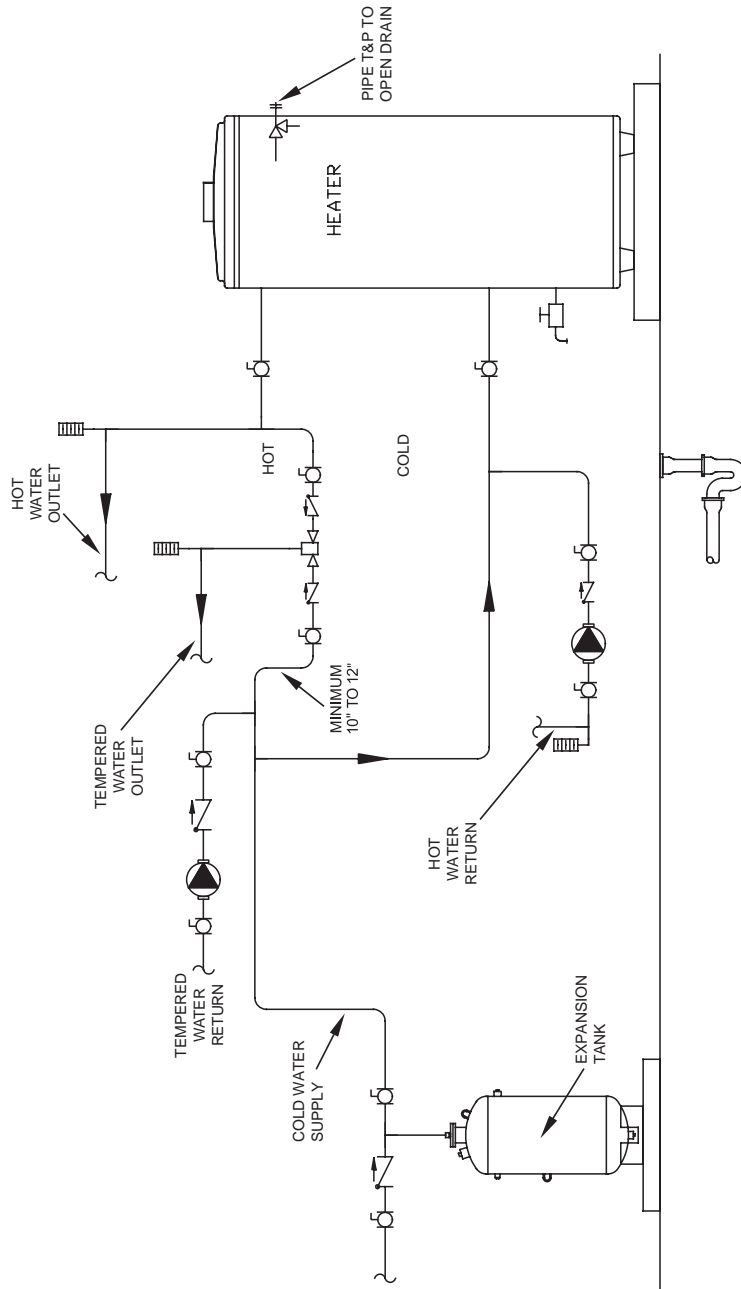 HOT
WATER
OUTLET
TEMPERED
WATER
OUTLET
TEMPERED
WATER
RETURN
COLD WATER
SUPPLY
MINIMUM
10" TO 12"
HOT
COLD
HEATER
PIPE T&P TO
OPEN DRAIN
HOT
WATER
RETURN
EXPANSION
TANK